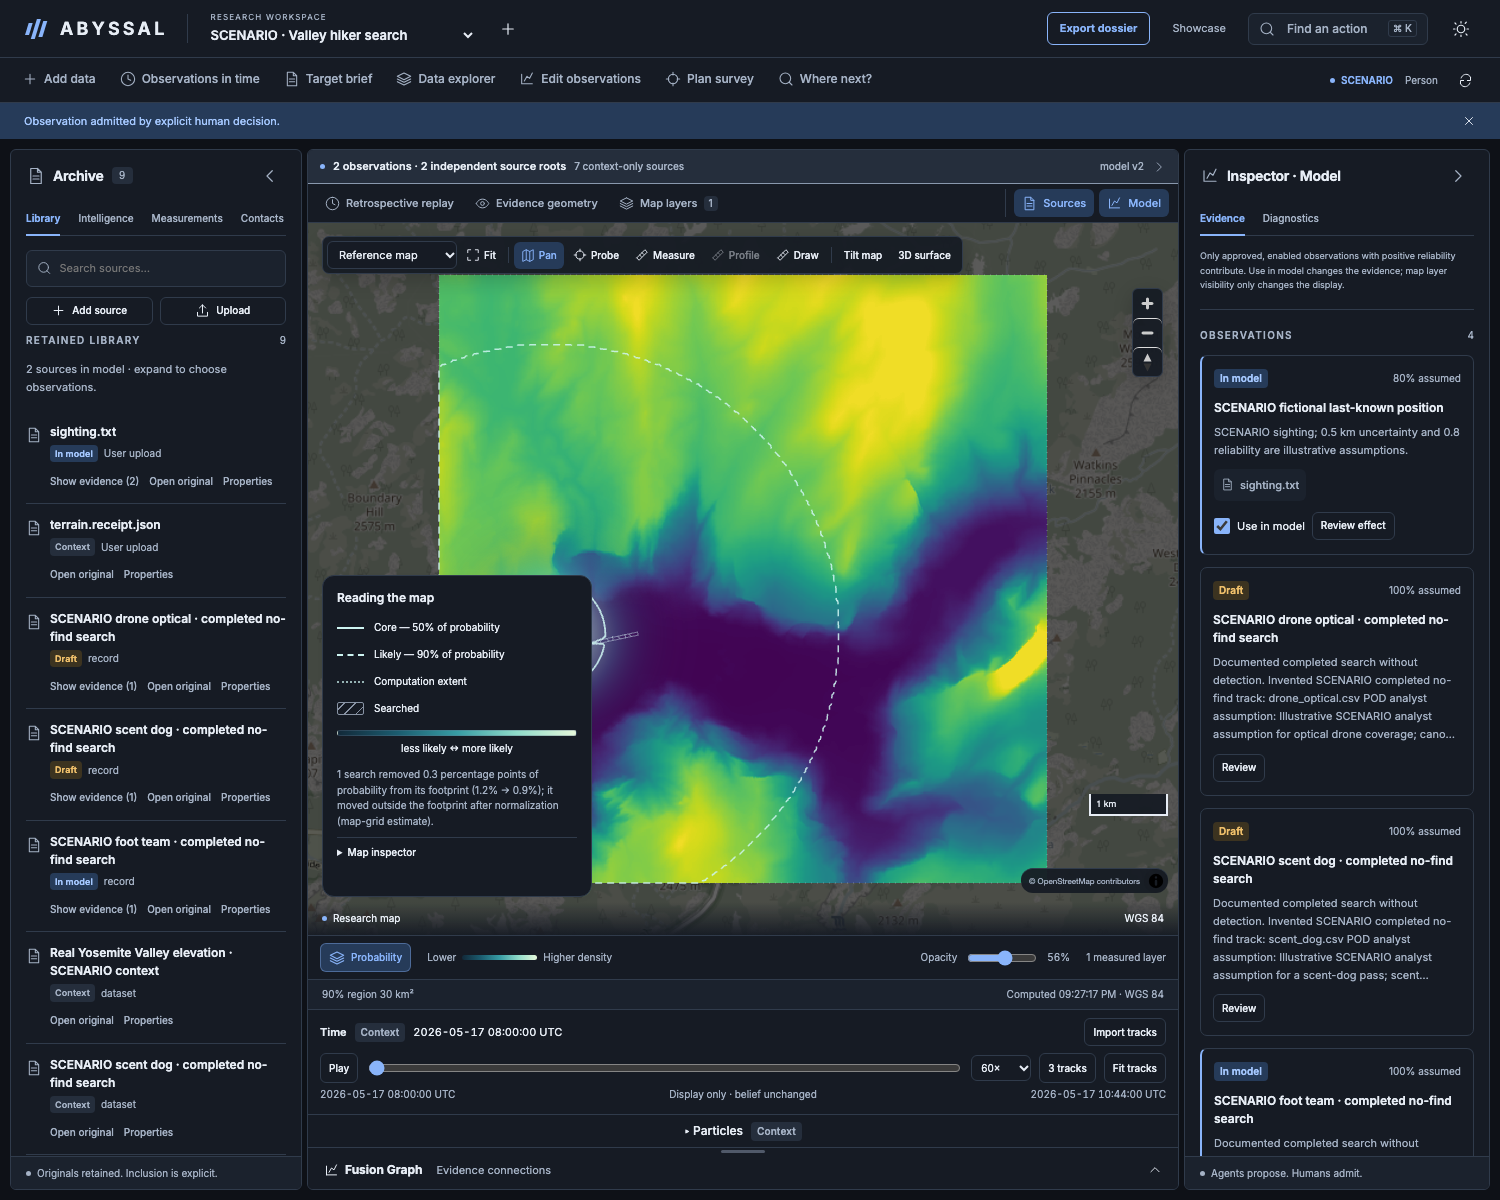 ABYSSAL
RESEARCH WORKSPACE
SCENARIO · Valley hiker search
Export dossier
Showcase
Find an action
⌘ K
Add data
Observations in time
Target brief
Data explorer
Edit observations
Plan survey
Where next?
SCENARIO
Person
Observation admitted by explicit human decision.
Archive
9
Library
Intelligence
Measurements
Contacts
Search sources...
Add source
Upload
RETAINED LIBRARY
9
2 sources in model · expand to choose
observations.
sighting.txt
In model User upload
Show evidence (2) Open original Properties
terrain.receipt.json
Context User upload
Open original Properties
SCENARIO drone optical · completed no-
find search
Draft record
Show evidence (1) Open original Properties
SCENARIO scent dog · completed no-
find search
Draft record
Show evidence (1) Open original Properties
SCENARIO foot team · completed no-
find search
In model record
Show evidence (1) Open original Properties
Real Yosemite Valley elevation ·
SCENARIO context
Context dataset
Open original Properties
SCENARIO scent dog · completed no-
find search
Context dataset
Open original Properties
Originals retained. Inclusion is explicit.
2 observations · 2 independent source roots
7 context-only sources
model v2
Retrospective replay
Evidence geometry
Map layers 1
Sources
Model
Reference map
Fit
Pan
Probe
Measure
Profile
Draw
Tilt map
3D surface
Boundary
Hill
2575 m
Watkins
Pinnacles
2155 m
Reading the map
Core — 50% of probability
Likely — 90% of probability
Computation extent
Searched
less likely ↔ more likely
1 search removed 0.3 percentage points of
probability from its footprint (1.2% → 0.9%); it
moved outside the footprint after normalization
(map-grid estimate).
Map inspector
1 km
© OpenStreetMap contributors
2132 m
Research map
WGS 84
Probability
Lower
Higher density
Opacity
56%
1 measured layer
90% region 30 km²
Computed 09:27:17 PM · WGS 84
Time
Context
2026-05-17 08:00:00 UTC
Import tracks
Play
60×
3 tracks
Fit tracks
2026-05-17 08:00:00 UTC
Display only · belief unchanged
2026-05-17 10:44:00 UTC
Particles
Context
Fusion Graph
Evidence connections
Inspector · Model
Evidence
Diagnostics
Only approved, enabled observations with positive reliability
contribute. Use in model changes the evidence; map layer
visibility only changes the display.
OBSERVATIONS
4
In model
80% assumed
SCENARIO fictional last-known position
SCENARIO sighting; 0.5 km uncertainty and 0.8
reliability are illustrative assumptions.
sighting.txt
Use in model
Review effect
Draft
100% assumed
SCENARIO drone optical · completed no-
find search
Documented completed search without
detection. Invented SCENARIO completed no-
find track: drone_optical.csv POD analyst
assumption: Illustrative SCENARIO analyst
assumption for optical drone coverage; cano...
Review
Draft
100% assumed
SCENARIO scent dog · completed no-find
search
Documented completed search without
detection. Invented SCENARIO completed no-
find track: scent_dog.csv POD analyst
assumption: Illustrative SCENARIO analyst
assumption for a scent-dog pass; scent...
Review
In model
100% assumed
SCENARIO foot team · completed no-find
search
Documented completed search without
Agents propose. Humans admit.